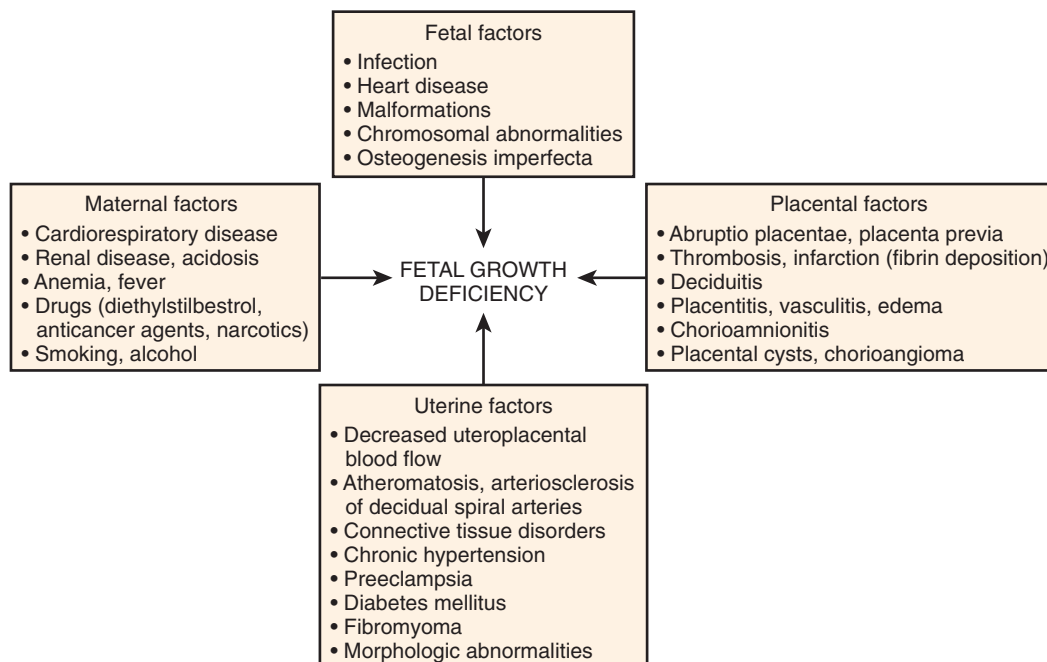 Fetal factors
• Infection
• Heart disease
• Malformations
• Chromosomal abnormalities
• Osteogenesis imperfecta
Maternal factors
• Cardiorespiratory disease
• Renal disease, acidosis
• Anemia, fever
• Drugs (diethylstilbestrol,
anticancer agents, narcotics)
• Smoking, alcohol
FETAL GROWTH
DEFICIENCY
Placental factors
• Abruptio placentae, placenta previa
• Thrombosis, infarction (fibrin deposition)
• Deciduitis
• Placentitis, vasculitis, edema
• Chorioamnionitis
• Placental cysts, chorioangioma
Uterine factors
• Decreased uteroplacental
blood flow
• Atheromatosis, arteriosclerosis
of decidual spiral arteries
• Connective tissue disorders
• Chronic hypertension
• Preeclampsia
• Diabetes mellitus
• Fibromyoma
• Morphologic abnormalities